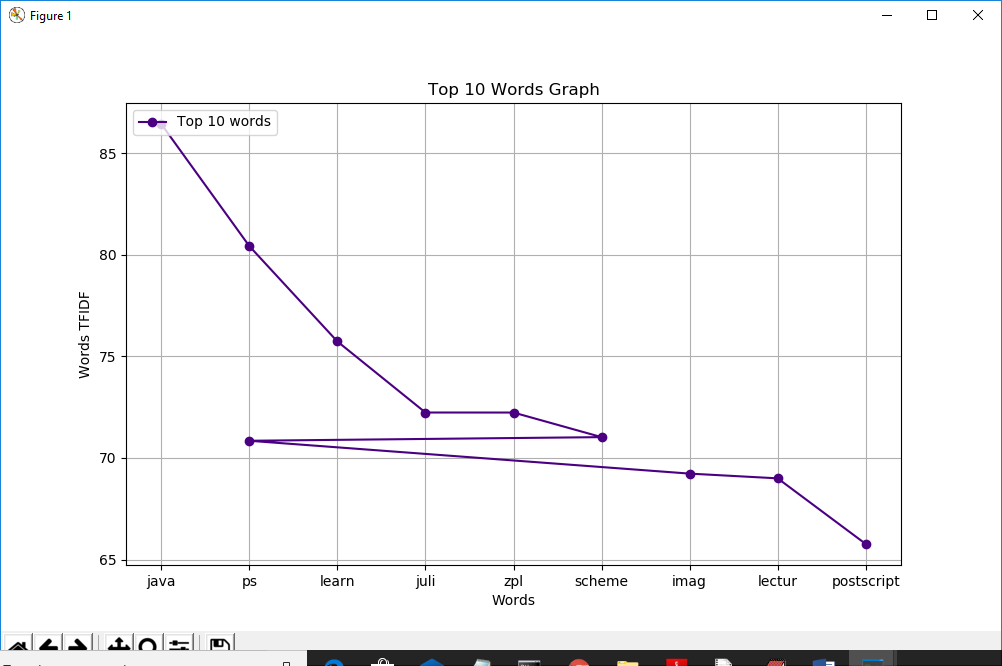 Figure 1
Top 10 Words Graph
Top 10 words
85
80
75
70
65
Words TFIDF
java ps learn juli zpl scheme imag lectur postscript
Words